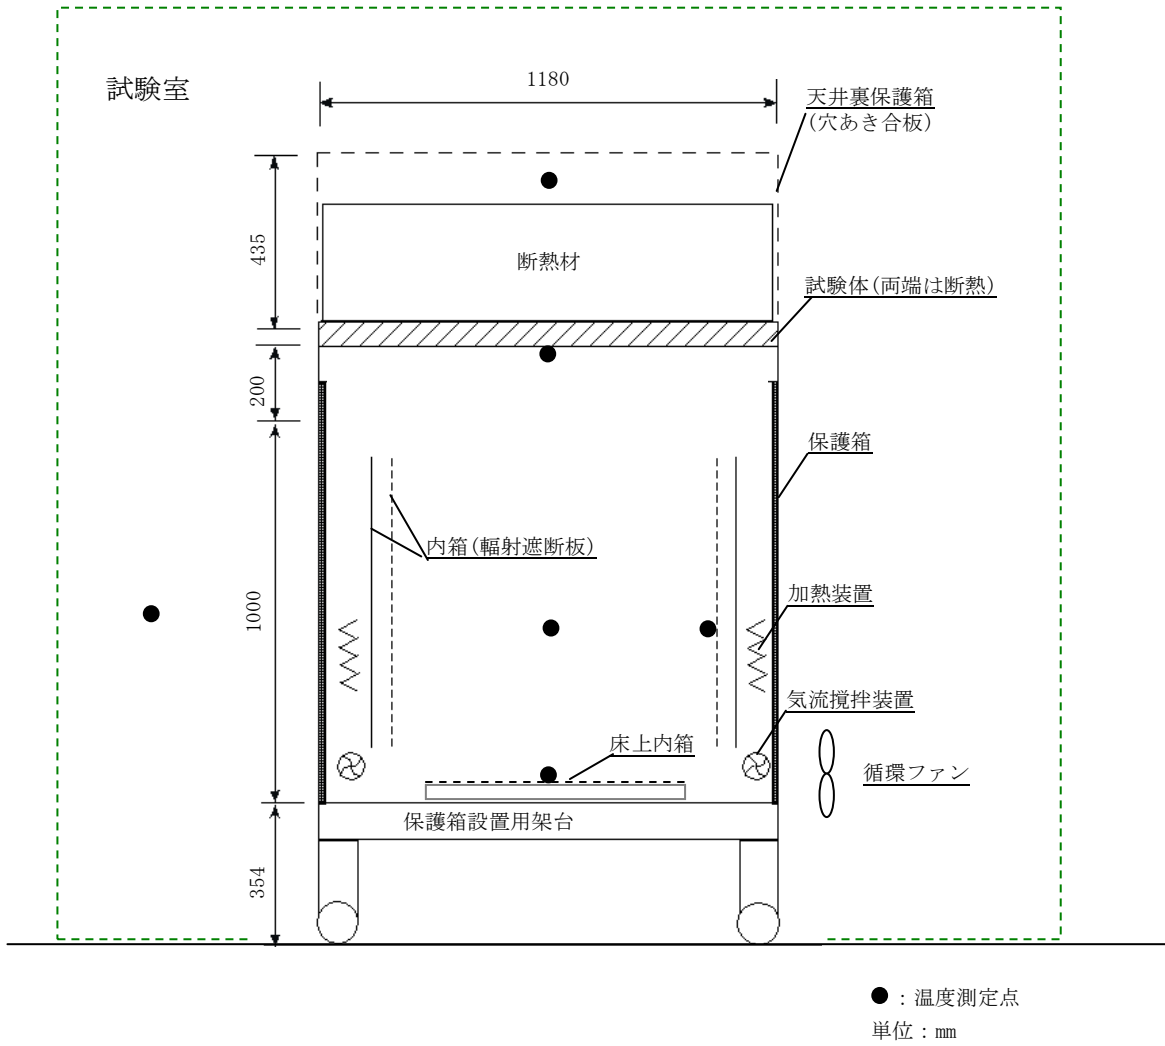 試験室
1180
天井裏保護箱
(穴あき合板)
435
断熱材
試験体(両端は断熱)
200
保護箱
内箱(輻射遮断板)
1000
加熱装置
気流撹拌装置
床上内箱
循環ファン
保護箱設置用架台
354
●：温度測定点
単位：mm